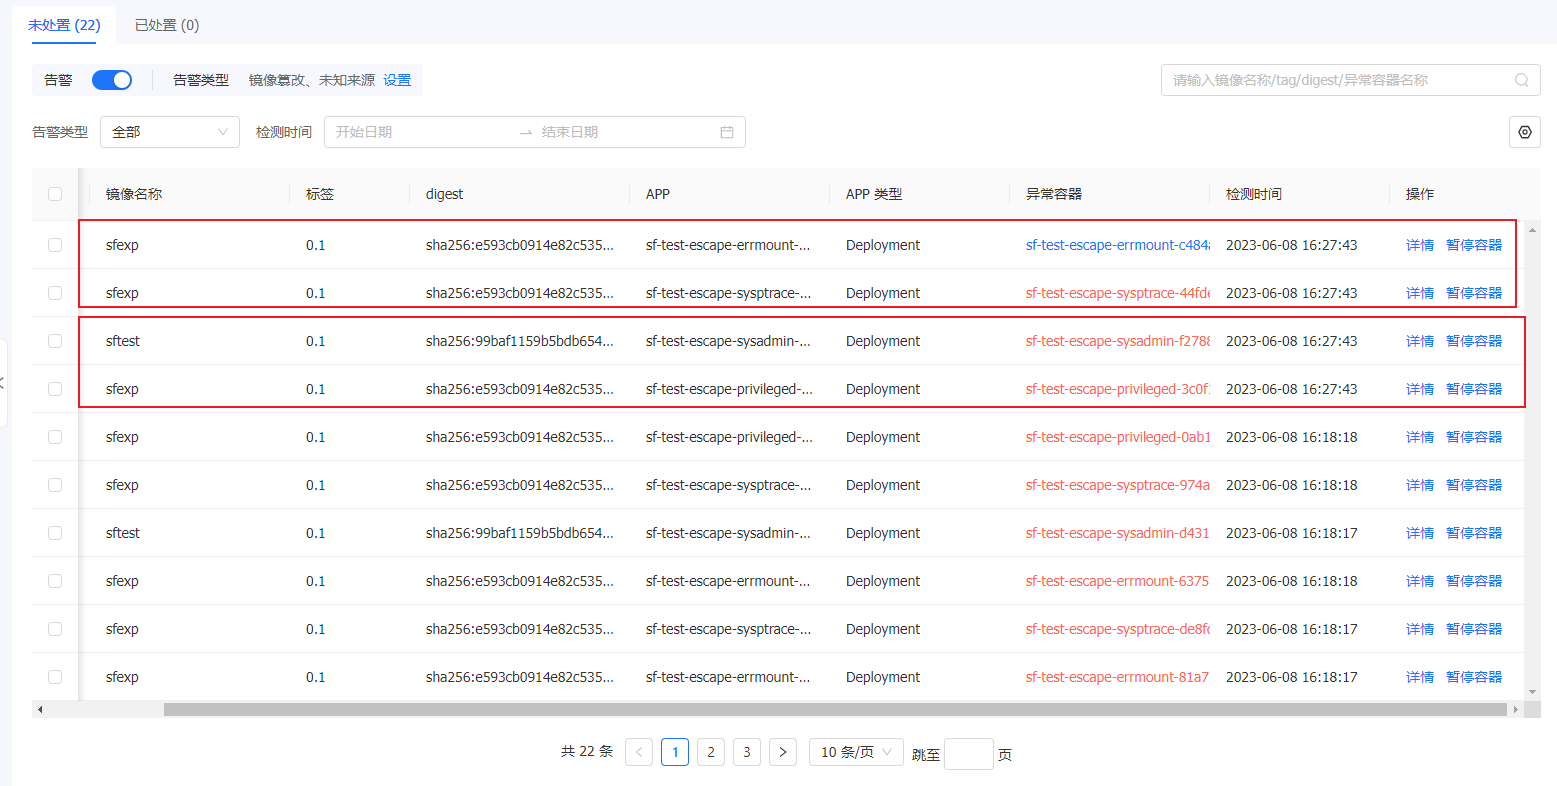 未处置 (22) 已处置 (0)
告警 告警类型 镜像篡改、未知来源 设置 请输入镜像名称/tag/digest/异常容器名称
告警类型 全部 检测时间 开始日期 → 结束日期
镜像名称 标签 digest APP APP 类型 异常容器 检测时间 操作
sfexp 0.1 sha256:e593cb0914e82c535... sf-test-escape-errmount-... Deployment sf-test-escape-errmount-c484 2023-06-08 16:27:43 详情 暂停容器
sfexp 0.1 sha256:e593cb0914e82c535... sf-test-escape-sysptrace-... Deployment sf-test-escape-sysptrace-44fd 2023-06-08 16:27:43 详情 暂停容器
sftest 0.1 sha256:99baf1159b5bdb654... sf-test-escape-sysadmin-... Deployment sf-test-escape-sysadmin-f278 2023-06-08 16:27:43 详情 暂停容器
sfexp 0.1 sha256:e593cb0914e82c535... sf-test-escape-privileged-... Deployment sf-test-escape-privileged-3c0f 2023-06-08 16:27:43 详情 暂停容器
sfexp 0.1 sha256:e593cb0914e82c535... sf-test-escape-privileged-... Deployment sf-test-escape-privileged-0ab1 2023-06-08 16:18:18 详情 暂停容器
sfexp 0.1 sha256:e593cb0914e82c535... sf-test-escape-sysptrace-... Deployment sf-test-escape-sysptrace-974a 2023-06-08 16:18:18 详情 暂停容器
sftest 0.1 sha256:99baf1159b5bdb654... sf-test-escape-sysadmin-... Deployment sf-test-escape-sysadmin-d431 2023-06-08 16:18:17 详情 暂停容器
sfexp 0.1 sha256:e593cb0914e82c535... sf-test-escape-errmount-... Deployment sf-test-escape-errmount-6375 2023-06-08 16:18:18 详情 暂停容器
sfexp 0.1 sha256:e593cb0914e82c535... sf-test-escape-sysptrace-... Deployment sf-test-escape-sysptrace-de8f 2023-06-08 16:18:17 详情 暂停容器
sfexp 0.1 sha256:e593cb0914e82c535... sf-test-escape-errmount-... Deployment sf-test-escape-errmount-81a7 2023-06-08 16:18:17 详情 暂停容器
共 22 条 < 1 2 3 > 10 条/页 跳至 页